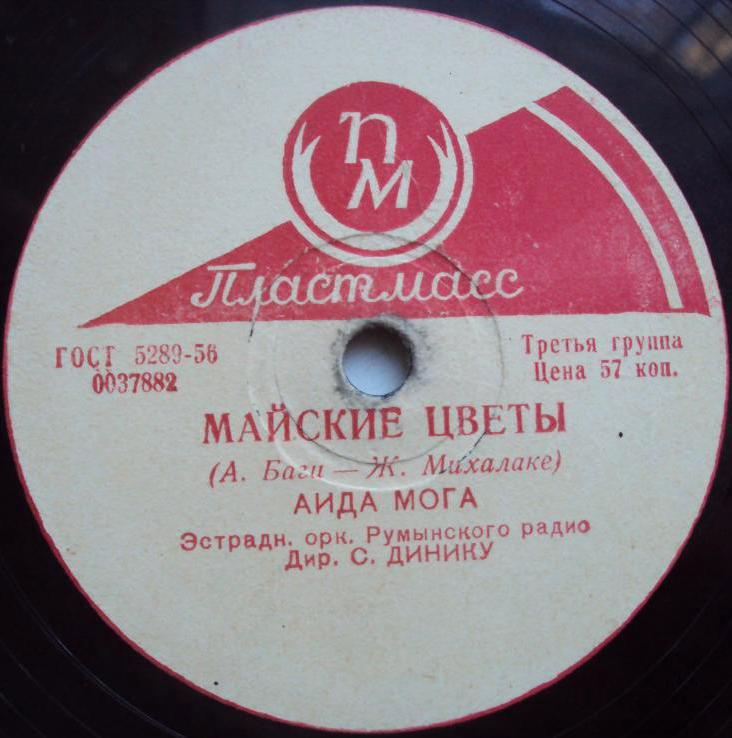 ПМ
Пластмасс
ГОСТ 5289-56
0037882
Третья группа
Цена 57 коп.
МАЙСКИЕ ЦВЕТЫ
(А. Баги — Ж. Михалаке)
АИДА МОГА
Эстрадн. орк. Румынского радио
Дир. С. ДИНИКУ